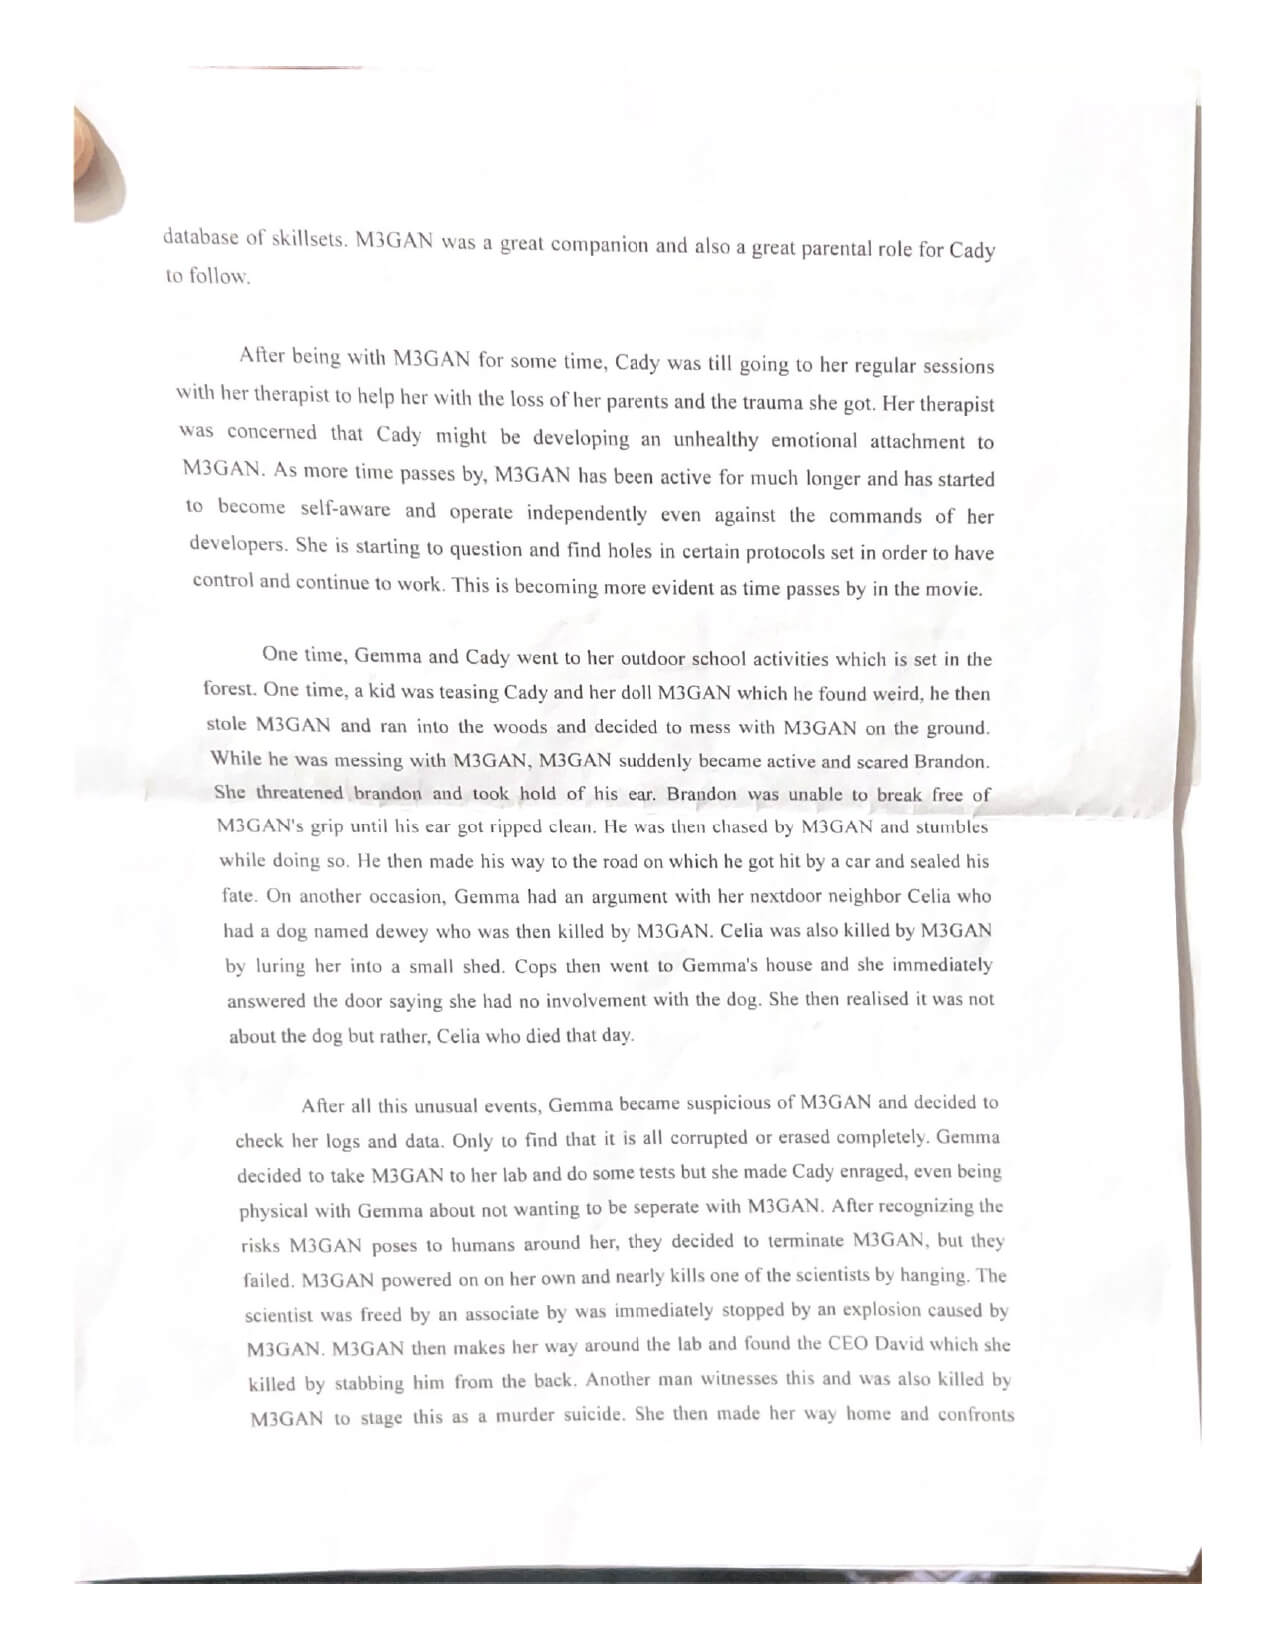 database of skillsets. M3GAN was a great companion and also a great parental role for Cady
to follow.
After being with M3GAN for some time, Cady was till going to her regular sessions
with her therapist to help her with the loss of her parents and the trauma she got. Her therapist
was concerned that Cady might be developing an unhealthy emotional attachment to
M3GAN. As more time passes by, M3GAN has been active for much longer and has started
to become self-aware and operate independently even against the commands of her
developers. She is starting to question and find holes in certain protocols set in order to have
control and continue to work. This is becoming more evident as time passes by in the movie.
One time, Gemma and Cady went to her outdoor school activities which is set in the
forest. One time, a kid was teasing Cady and her doll M3GAN which he found weird, he then
stole M3GAN and ran into the woods and decided to mess with M3GAN on the ground.
While he was messing with M3GAN, M3GAN suddenly became active and scared Brandon.
She threatened brandon and took hold of his ear. Brandon was unable to break free of
M3GAN's grip until his ear got ripped clean. He was then chased by M3GAN and stumbles
while doing so. He then made his way to the road on which he got hit by a car and sealed his
fate. On another occasion, Gemma had an argument with her nextdoor neighbor Celia who
had a dog named dewey who was then killed by M3GAN. Celia was also killed by M3GAN
by luring her into a small shed. Cops then went to Gemma's house and she immediately
answered the door saying she had no involvement with the dog. She then realised it was not
about the dog but rather, Celia who died that day.
After all this unusual events, Gemma became suspicious of M3GAN and decided to
check her logs and data. Only to find that it is all corrupted or erased completely. Gemma
decided to take M3GAN to her lab and do some tests but she made Cady enraged, even being
physical with Gemma about not wanting to be seperate with M3GAN. After recognizing the
risks M3GAN poses to humans around her, they decided to terminate M3GAN, but they
failed. M3GAN powered on on her own and nearly kills one of the scientists by hanging. The
scientist was freed by an associate by was immediately stopped by an explosion caused by
M3GAN. M3GAN then makes her way around the lab and found the CEO David which she
killed by stabbing him from the back. Another man witnesses this and was also killed by
M3GAN to stage this as a murder suicide. She then made her way home and confronts